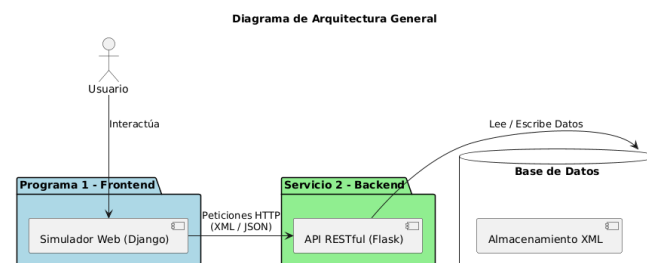 Diagrama de Arquitectura General
Usuario
Interactúa
Lee / Escribe Datos
Base de Datos
Programa 1 - Frontend
Servicio 2 - Backend
Peticiones HTTP
(XML / JSON)
Simulador Web (Django)
API RESTful (Flask)
Almacenamiento XML